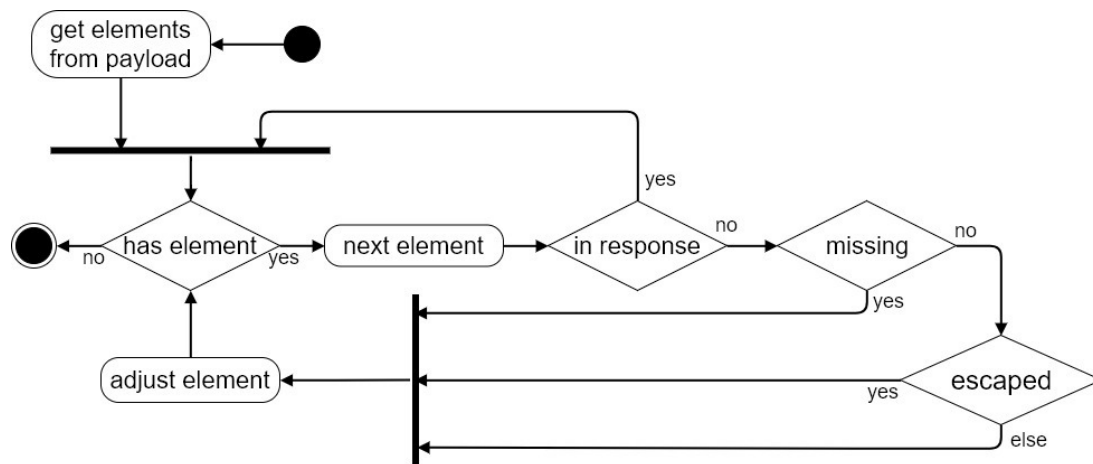 get elements
from payload
yes
has element
no
yes
next element
in response
no
missing
no
yes
adjust element
escaped
yes
else